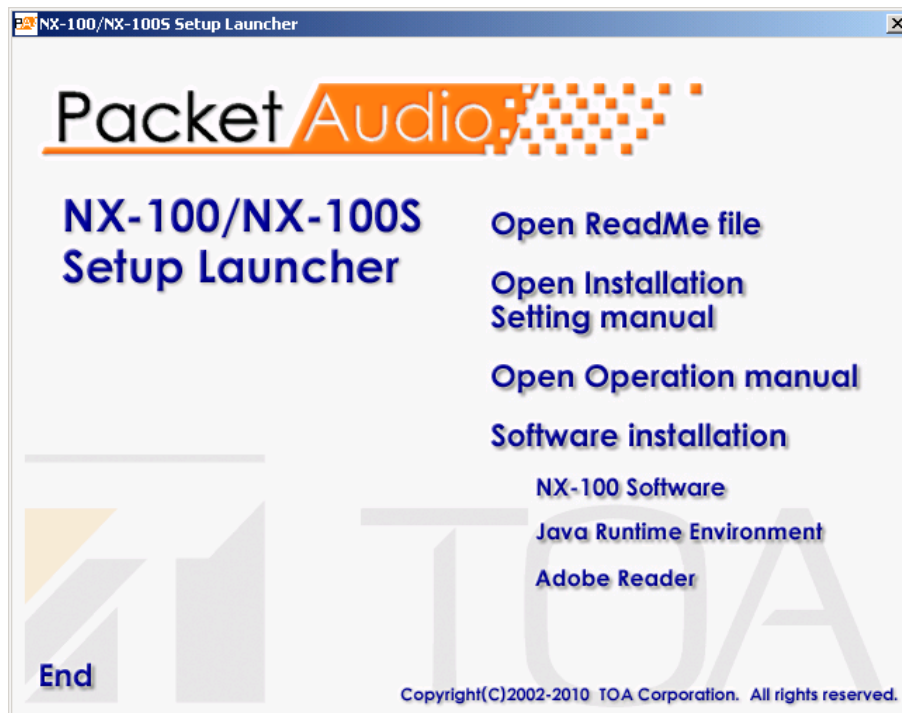 NX-100/NX-100S Setup Launcher
Packet Audio
NX-100/NX-100S
Setup Launcher
Open ReadMe file
Open Installation
Setting manual
Open Operation manual
Software installation
NX-100 Software
Java Runtime Environment
Adobe Reader
TOA
End
Copyright(C)2002-2010 TOA Corporation. All rights reserved.